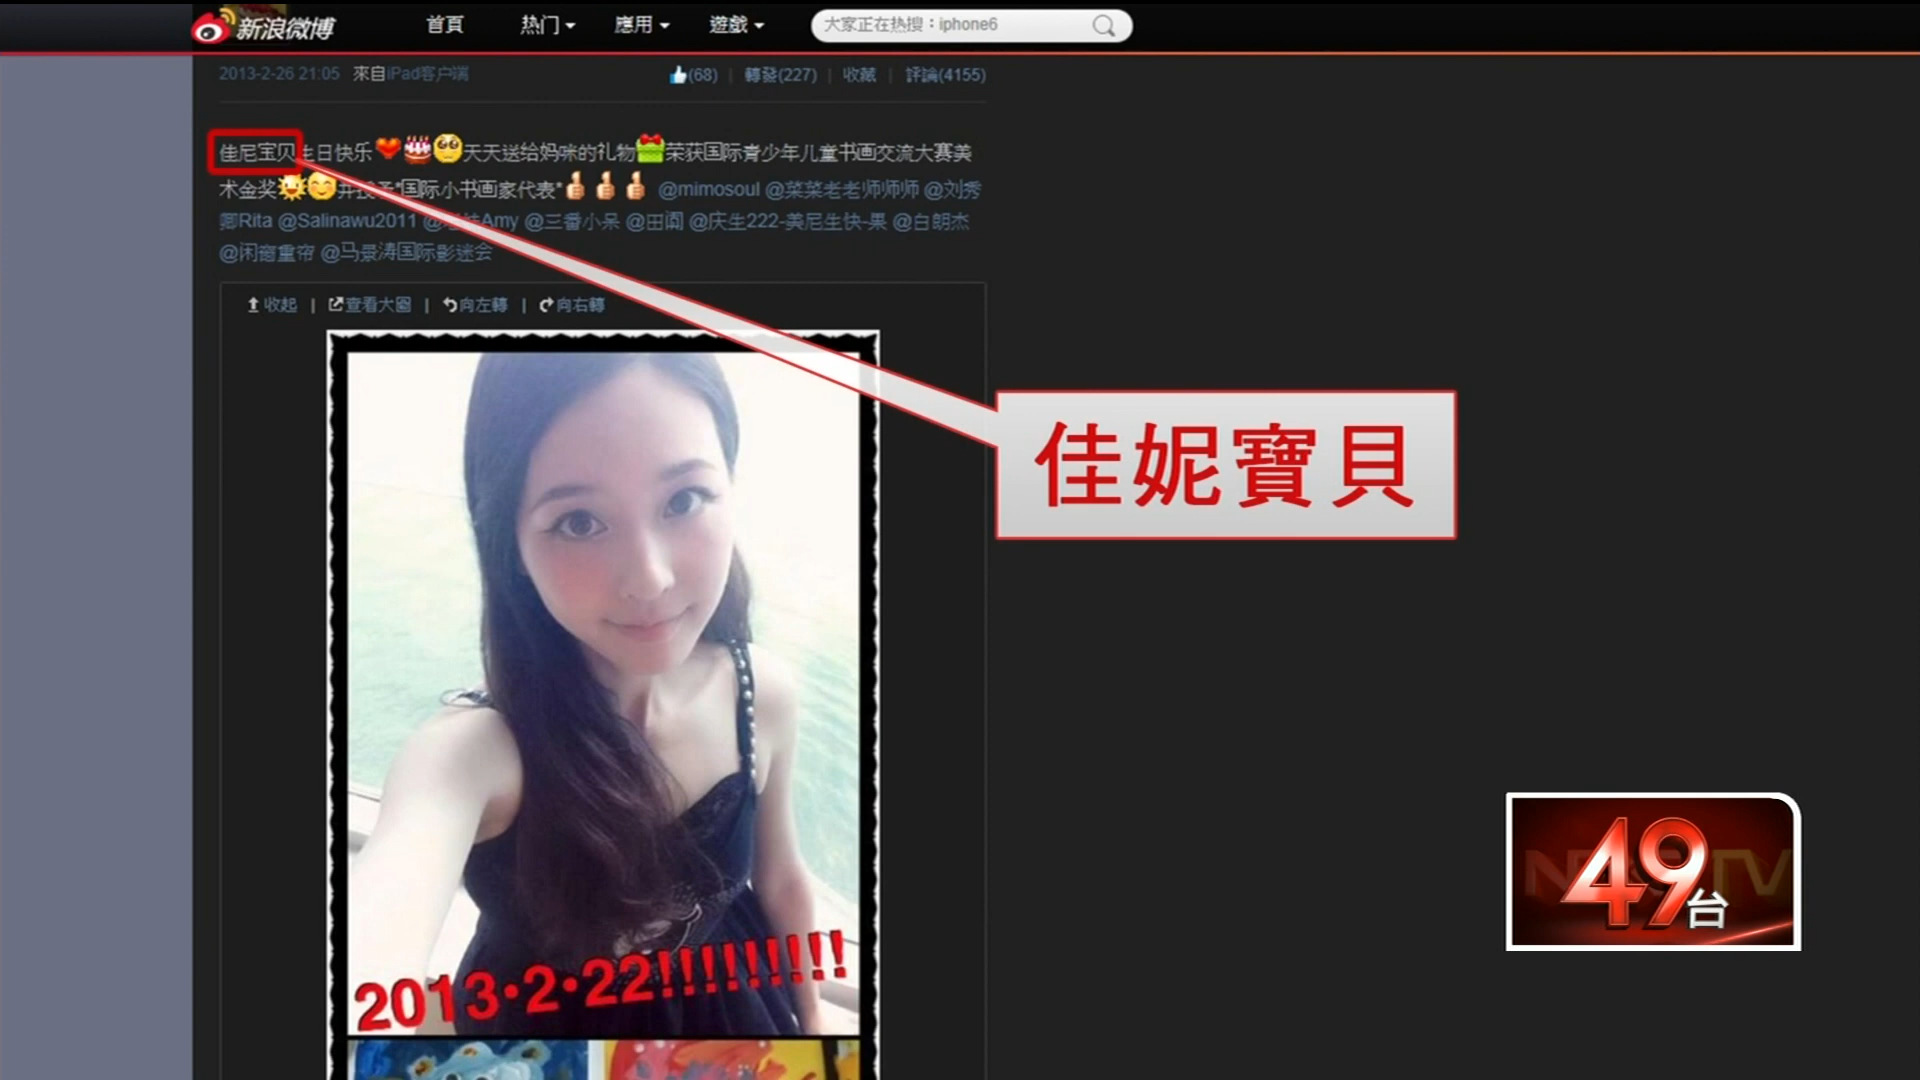 新浪微博 首頁 热门 應用 遊戲 大家正在热搜：iphone6
2013-2-26 21:05 來自iPad客户端 (68) | 轉發(227) | 收藏 | 評論(4155)
佳尼宝贝生日快乐天天送给妈咪的礼物荣获国际青少年儿童书画交流大赛美
术金奖并授予"国际小书画家代表" @mimosoul @菜菜老老师师师 @刘秀
卿Rita @Salinawu2011 Amy @三番小呆 @田阅 @庆生222-美尼生快-果 @白朗杰
@闲窗重帘 @马景涛国际影迷会
收起 | 查看大圖 | 向左轉 | 向右轉
佳妮寶貝
49台
2013·2·22!!!!!!!!!